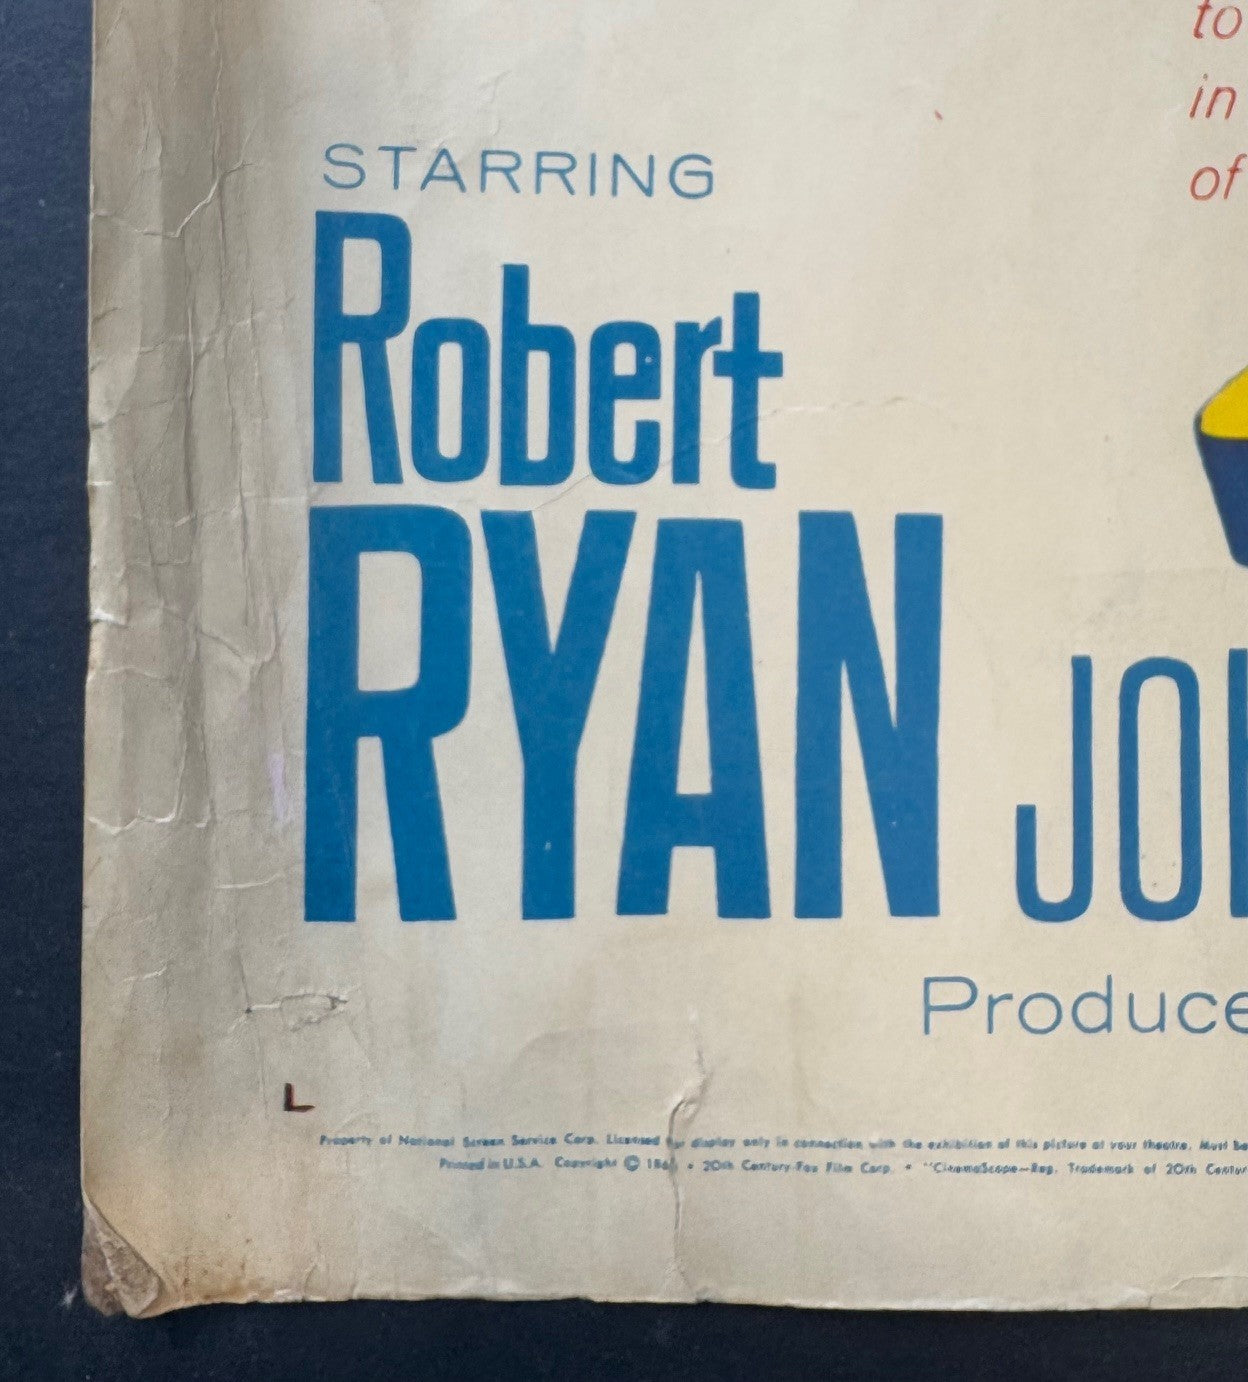 to
in
of
STARRING
Robert
RYAN
JO
Produce
L
Property of National Screen Service Corp. Licensed for display only in connection with the exhibition of this picture at your theatre. Must Be
Printed in U.S.A. Copyright © • 20th Century-Fox Film Corp. • "CinemaScope—Reg. Trademark of 20th Centur